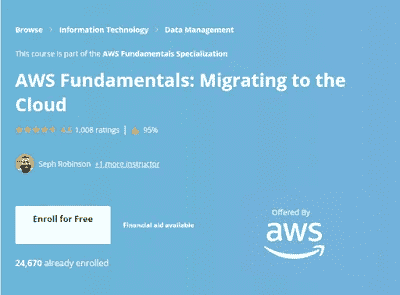 Browse > Information Technology > Data Management
This course is part of the AWS Fundamentals Specialization
AWS Fundamentals: Migrating to the
Cloud
4.5 1,008 ratings | 95%
Seph Robinson +1 more instructor
Enroll for Free
Financial aid available
Offered By
aws
24,670 already enrolled